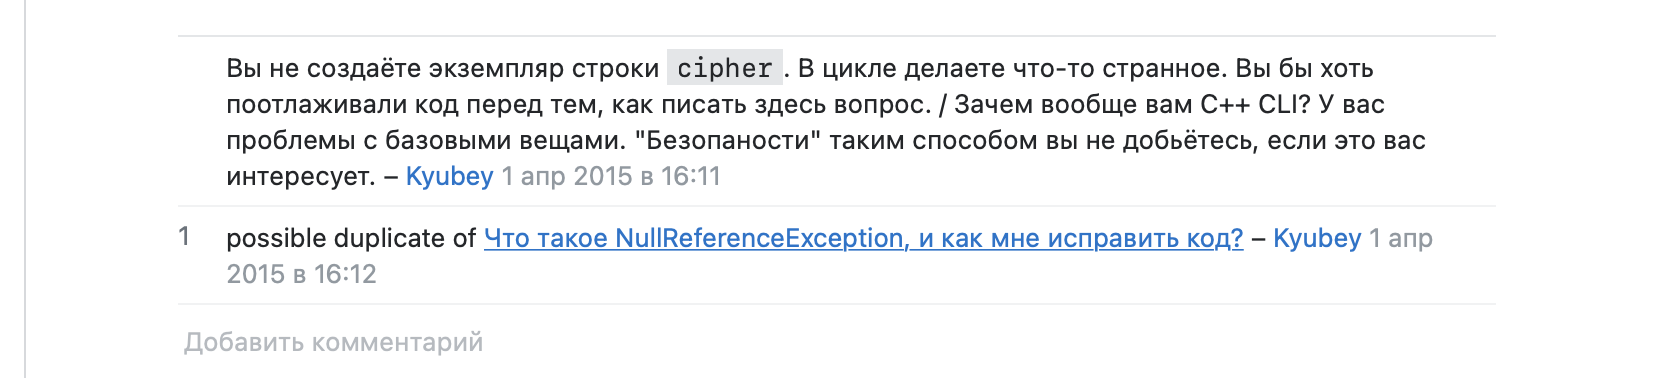 Вы не создаёте экземпляр строки cipher. В цикле делаете что-то странное. Вы бы хоть
поотлаживали код перед тем, как писать здесь вопрос. / Зачем вообще вам C++ CLI? У вас
проблемы с базовыми вещами. "Безопаности" таким способом вы не добьётесь, если это вас
интересует. – Kyubey 1 апр 2015 в 16:11
1 possible duplicate of Что такое NullReferenceException, и как мне исправить код? – Kyubey 1 апр
2015 в 16:12
Добавить комментарий